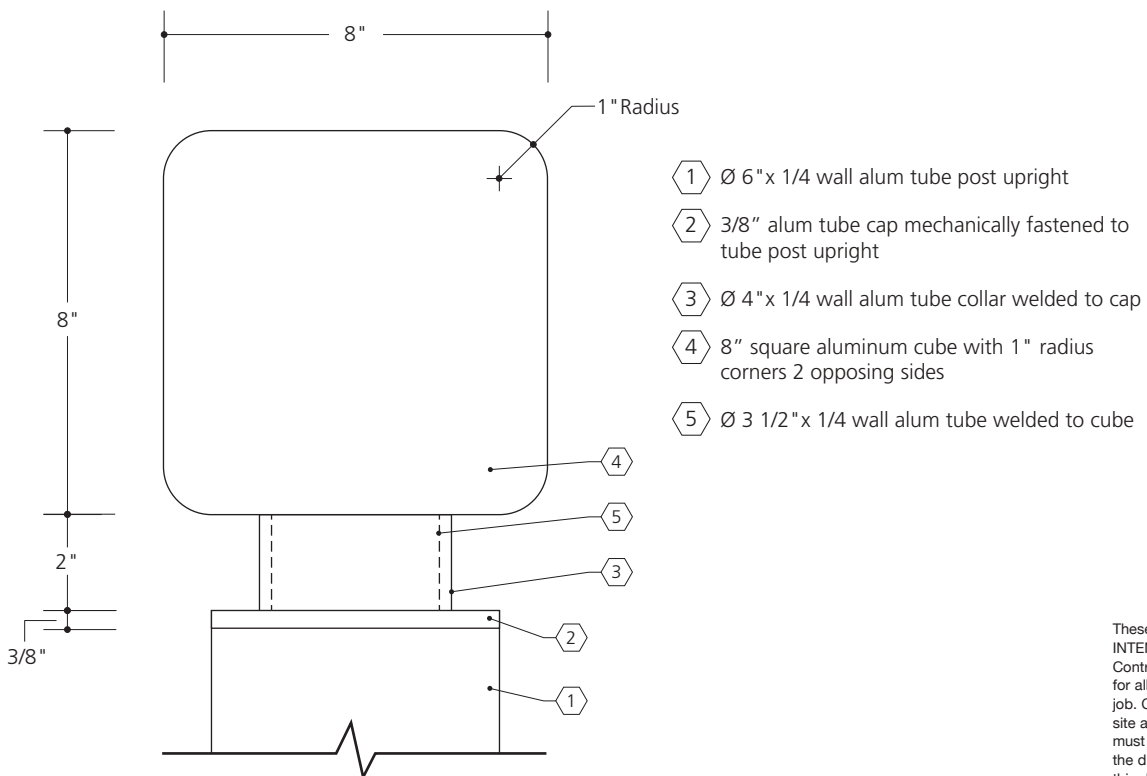 8"
1"Radius
1 Ø 6"x 1/4 wall alum tube post upright
2 3/8” alum tube cap mechanically fastened to
tube post upright
3 Ø 4"x 1/4 wall alum tube collar welded to cap
8"
4 8” square aluminum cube with 1" radius
corners 2 opposing sides
5 Ø 3 1/2"x 1/4 wall alum tube welded to cube
4
5
2"
3
2
3/8"
1
These
INTE
Contr
for al
job. C
site a
must
the d